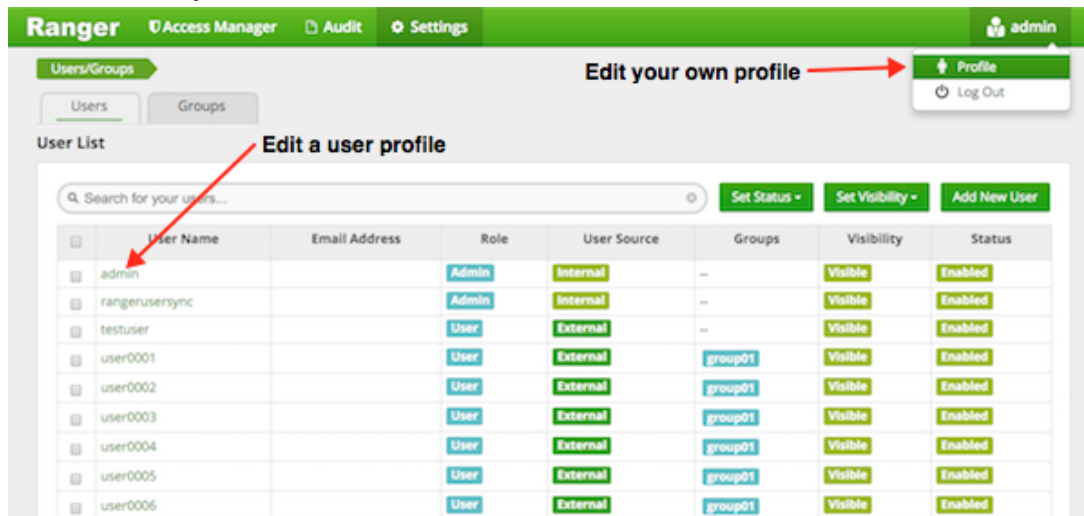 Ranger Access Manager Audit Settings admin
Users/Groups Edit your own profile Profile
Users Groups Log Out
User List Edit a user profile
Search for your users... Set Status Set Visibility Add New User
User Name Email Address Role User Source Groups Visibility Status
admin Admin Internal -- Visible Enabled
rangerusersync Admin Internal -- Visible Enabled
testuser User External -- Visible Enabled
user0001 User External group01 Visible Enabled
user0002 User External group01 Visible Enabled
user0003 User External group01 Visible Enabled
user0004 User External group01 Visible Enabled
user0005 User External group01 Visible Enabled
user0006 User External group01 Visible Enabled